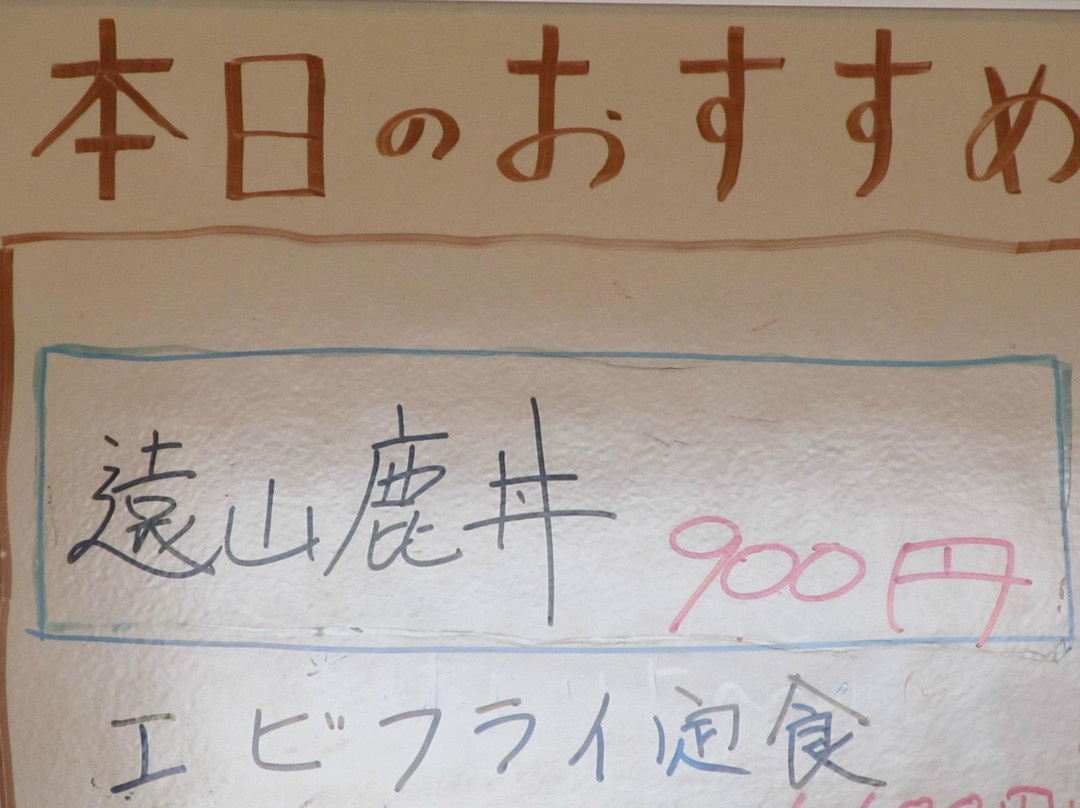 本日のおすすめ
遠山鹿丼 900円
エビフライ定食